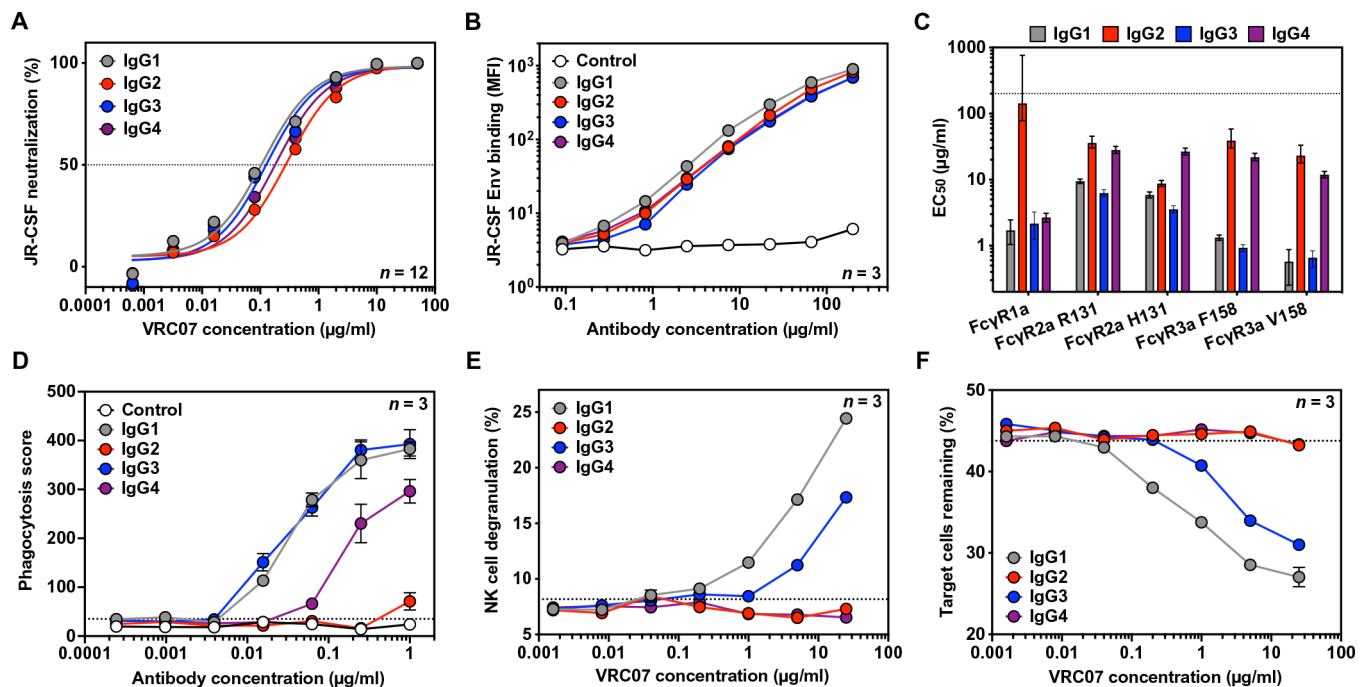 A
IgG1
IgG2
IgG3
IgG4
JR-CSF neutralization (%)
100
50
0
n = 12
0.0001 0.001 0.01 0.1 1 10 100
VRC07 concentration (µg/ml)
B
Control
IgG1
IgG2
IgG3
IgG4
JR-CSF Env binding (MFI)
10³
10²
10¹
10⁰
n = 3
0.1 1 10 100
Antibody concentration (µg/ml)
C
IgG1 IgG2 IgG3 IgG4
EC50 (µg/ml)
1000
100
10
1
FcγR1a
FcγR2a R131
FcγR2a H131
FcγR3a F158
FcγR3a V158
D
n = 3
Control
IgG1
IgG2
IgG3
IgG4
Phagocytosis score
500
400
300
200
100
0
0.0001 0.001 0.01 0.1 1
Antibody concentration (µg/ml)
E
n = 3
IgG1
IgG2
IgG3
IgG4
NK cell degranulation (%)
25
20
15
10
5
0.001 0.01 0.1 1 10 100
VRC07 concentration (µg/ml)
F
n = 3
Target cells remaining (%)
50
40
30
20
IgG1
IgG2
IgG3
IgG4
0.001 0.01 0.1 1 10 100
VRC07 concentration (µg/ml)